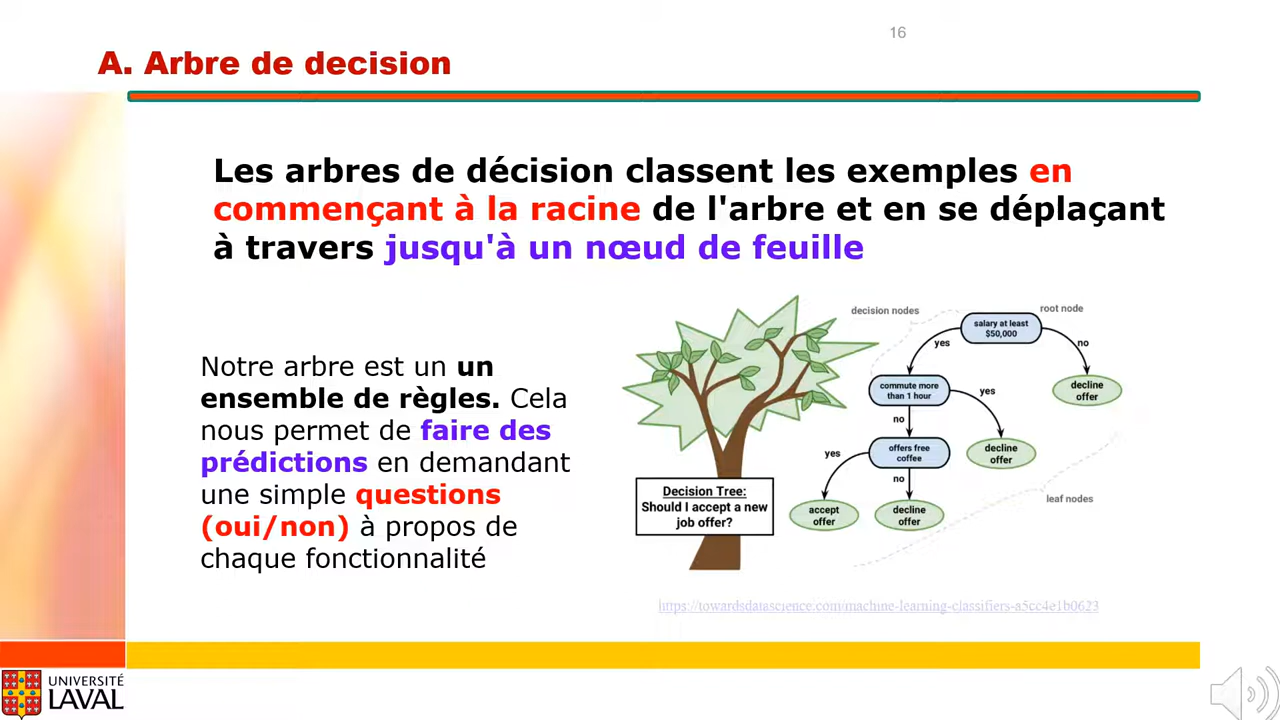 16
A. Arbre de decision
Les arbres de décision classent les exemples en
commençant à la racine de l'arbre et en se déplaçant
à travers jusqu'à un nœud de feuille
Notre arbre est un un
ensemble de règles. Cela
nous permet de faire des
prédictions en demandant
une simple questions
(oui/non) à propos de
chaque fonctionnalité
decision nodes
root node
salary at least
$50,000
yes
no
commute more
than 1 hour
yes
decline
offer
no
offers free
coffee
decline
offer
yes
no
leaf nodes
accept
offer
decline
offer
Decision Tree:
Should I accept a new
job offer?
https://towardsdatascience.com/machine-learning-classifiers-a5cc4e1b0623
UNIVERSITÉ
LAVAL